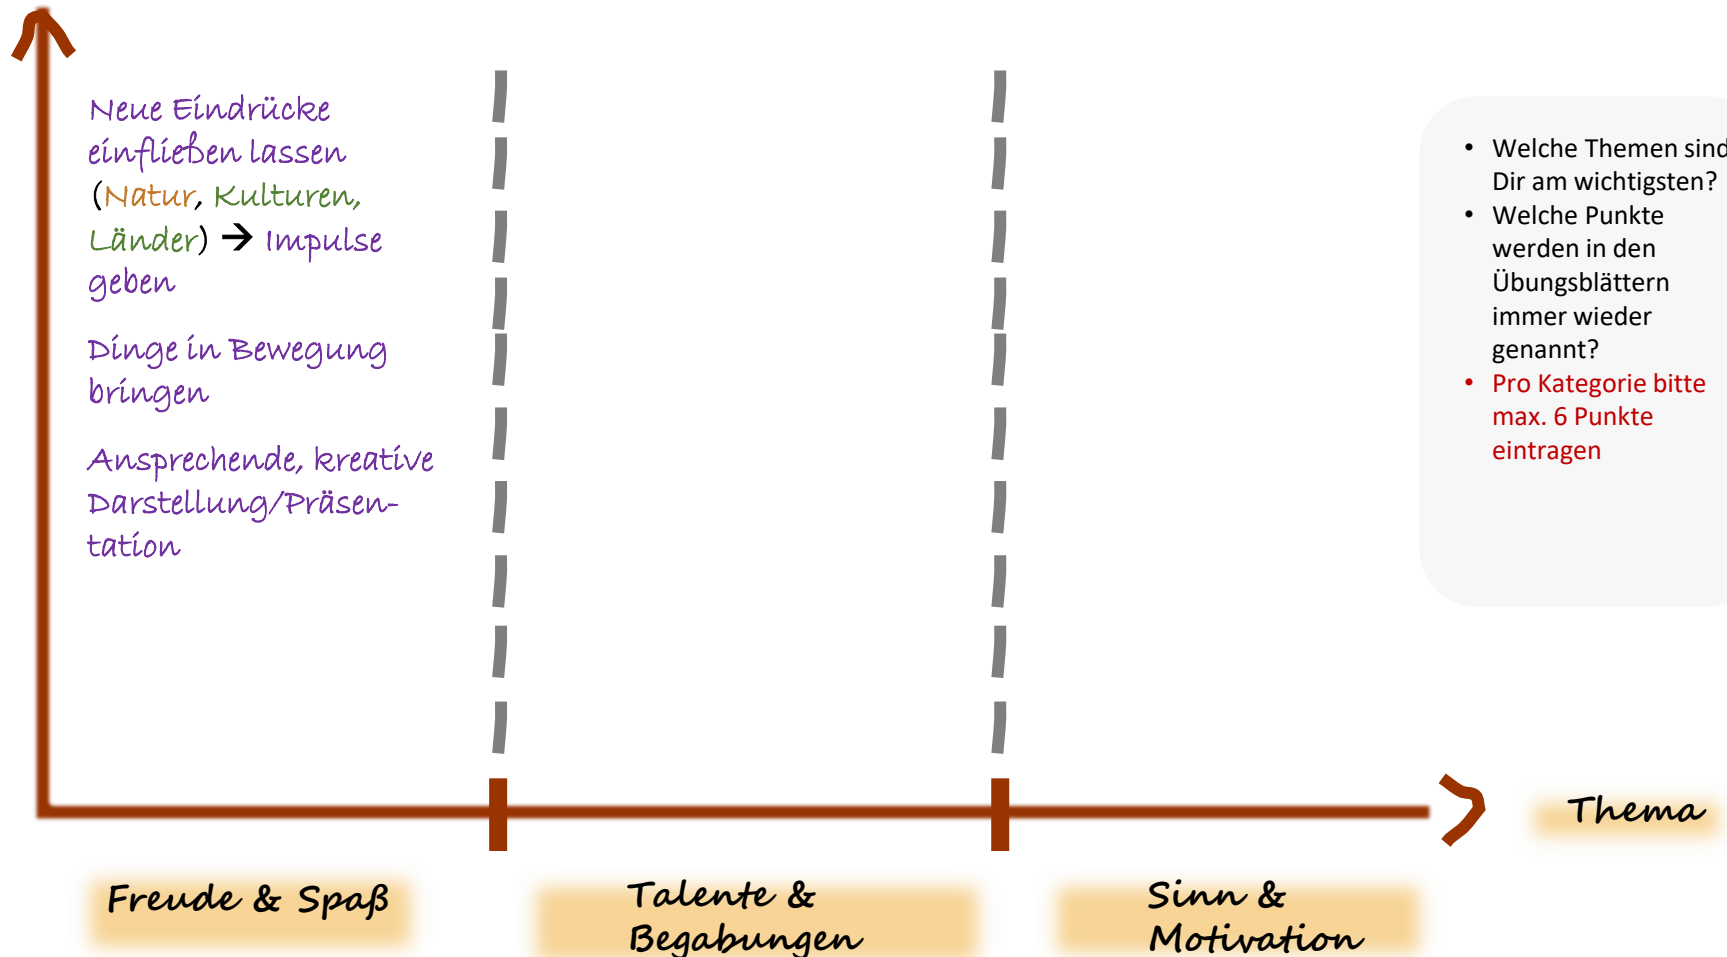 Neue Eindrücke
einfließen lassen
(Natur, Kulturen,
Länder) → Impulse
geben
Dinge in Bewegung
bringen
Ansprechende, kreative
Darstellung/Präsen-
tation
• Welche Themen sind
Dir am wichtigsten?
• Welche Punkte
werden in den
Übungsblättern
immer wieder
genannt?
• Pro Kategorie bitte
max. 6 Punkte
eintragen
Thema
Freude & Spaß
Talente &
Begabungen
Sinn &
Motivation